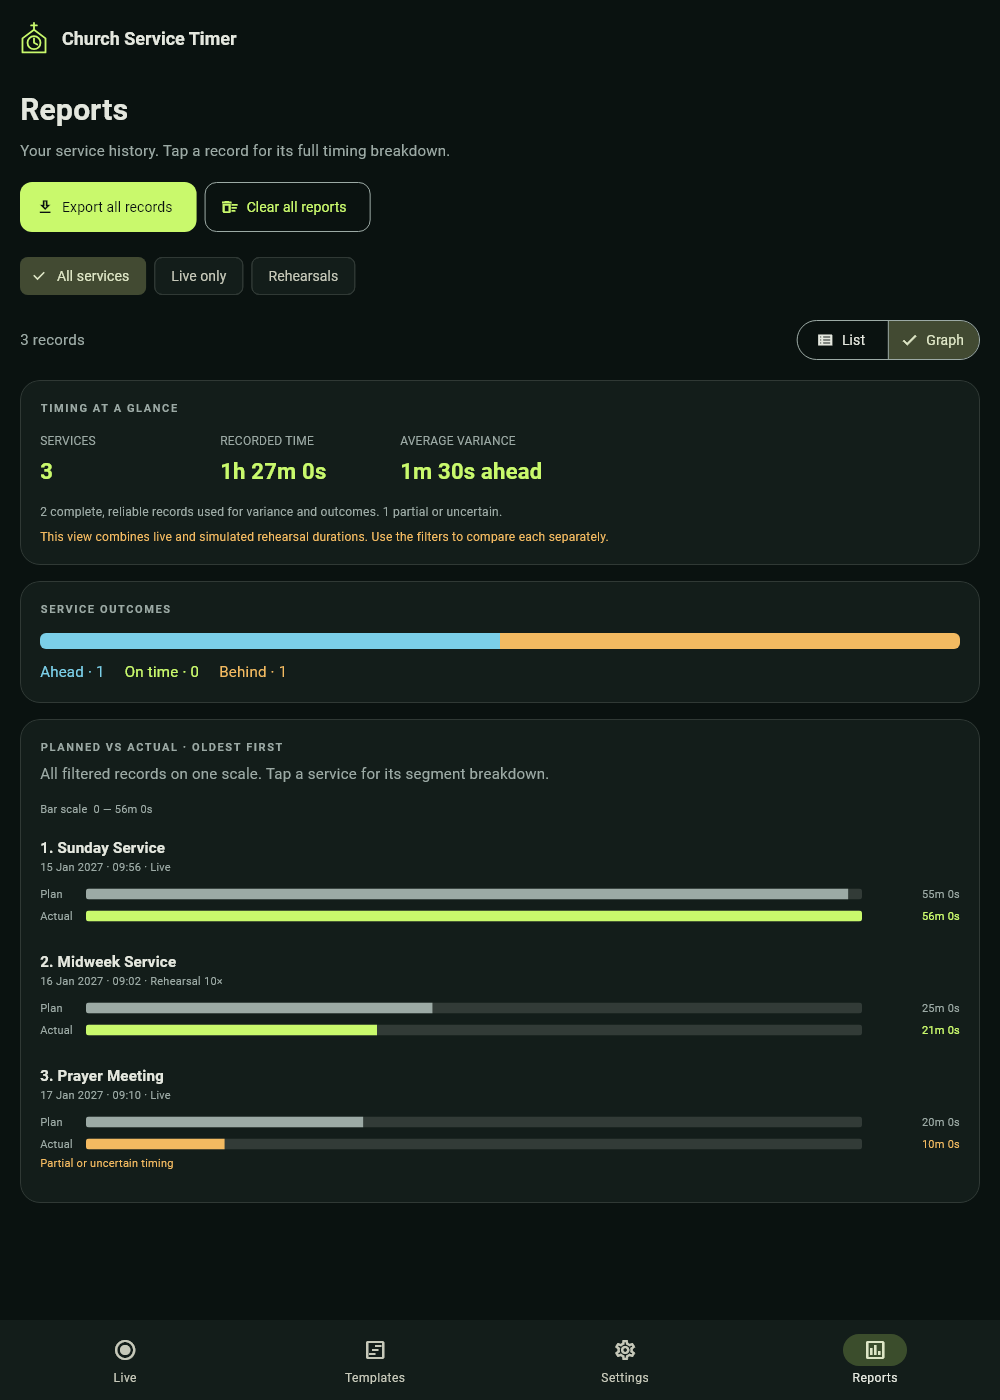 Church Service Timer
Reports
Your service history. Tap a record for its full timing breakdown.
Export all records
Clear all reports
All services
Live only
Rehearsals
3 records
List
Graph
TIMING AT A GLANCE
SERVICES
3
RECORDED TIME
1h 27m 0s
AVERAGE VARIANCE
1m 30s ahead
2 complete, reliable records used for variance and outcomes. 1 partial or uncertain.
This view combines live and simulated rehearsal durations. Use the filters to compare each separately.
SERVICE OUTCOMES
Ahead · 1
On time · 0
Behind · 1
PLANNED VS ACTUAL · OLDEST FIRST
All filtered records on one scale. Tap a service for its segment breakdown.
Bar scale 0 — 56m 0s
1. Sunday Service
15 Jan 2027 · 09:56 · Live
Plan 55m 0s
Actual 56m 0s
2. Midweek Service
16 Jan 2027 · 09:02 · Rehearsal 10×
Plan 25m 0s
Actual 21m 0s
3. Prayer Meeting
17 Jan 2027 · 09:10 · Live
Plan 20m 0s
Actual 10m 0s
Partial or uncertain timing
Live
Templates
Settings
Reports